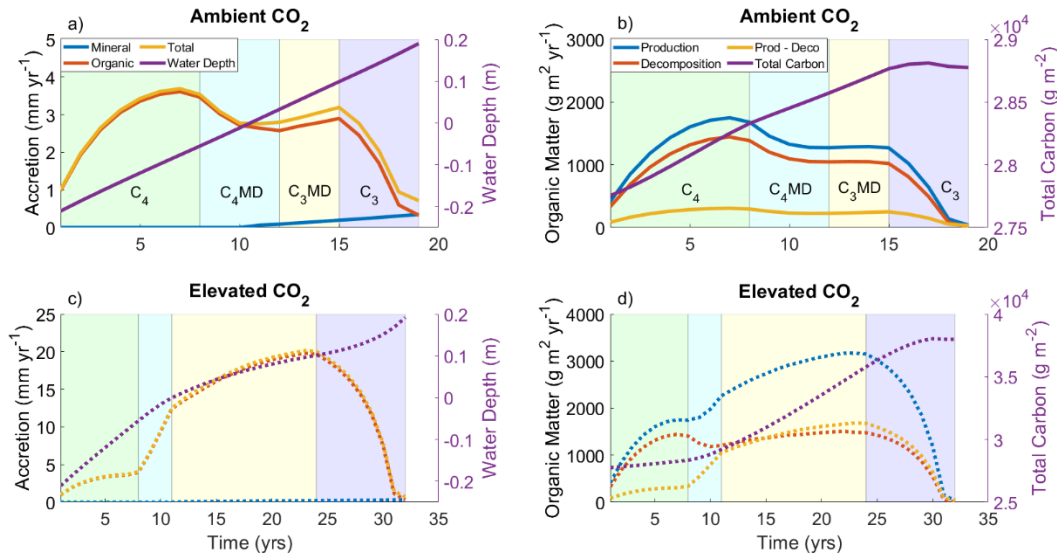 a) Ambient CO2
Mineral Total
Organic Water Depth
Accretion (mm yr-1)
5
4
3
2
1
0
0.2
0.1
0
-0.1
-0.2
Water Depth (m)
C4 C4MD C3MD C3
5 10 15 20
b) Ambient CO2
Production Prod - Deco
Decomposition Total Carbon
Organic Matter (g m2 yr-1)
3000
2000
1000
0
×10^4
2.9
2.85
2.8
2.75
Total Carbon (g m-2)
C4 C4MD C3MD C3
5 10 15 20
c) Elevated CO2
Accretion (mm yr-1)
25
20
15
10
5
0
0.2
0.1
0
-0.1
-0.2
Water Depth (m)
5 10 15 20 25 30 35
Time (yrs)
d) Elevated CO2
Organic Matter (g m2 yr-1)
4000
3000
2000
1000
0
×10^4
4
3.5
3
2.5
Total Carbon (g m-2)
5 10 15 20 25 30 35
Time (yrs)